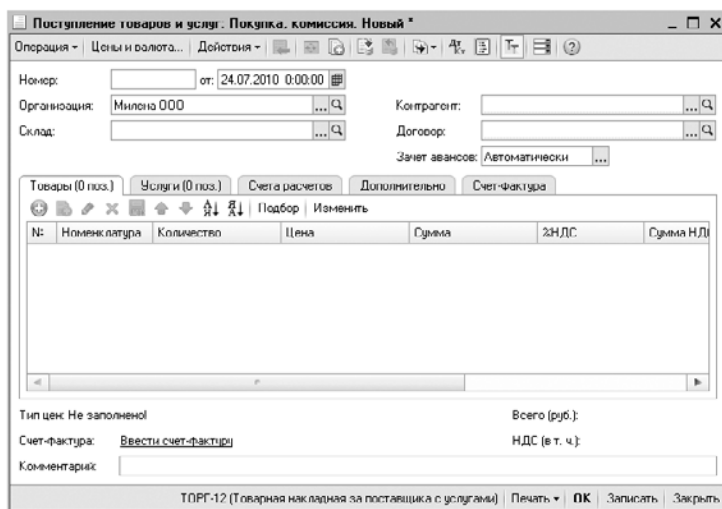 Поступление товаров и услуг: Покупка, комиссия. Новый *
Операция Цены и валюта... Действия
Номер: от: 24.07.2010 0:00:00
Организация: Милена ООО ... Контрагент: ...
Склад: ... Договор: ...
Зачет авансов: Автоматически ...
Товары (0 поз.) Услуги (0 поз.) Счета расчетов Дополнительно Счет-фактура
Подбор Изменить
N: Номенклатура Количество Цена Сумма %НДС Сумма НД
Тип цен: Не заполнено! Всего (руб.):
Счет-фактура: Ввести счет-фактуру НДС (в т. ч.):
Комментарий:
ТОРГ-12 (Товарная накладная за поставщика с услугами) Печать OK Записать Закрыть